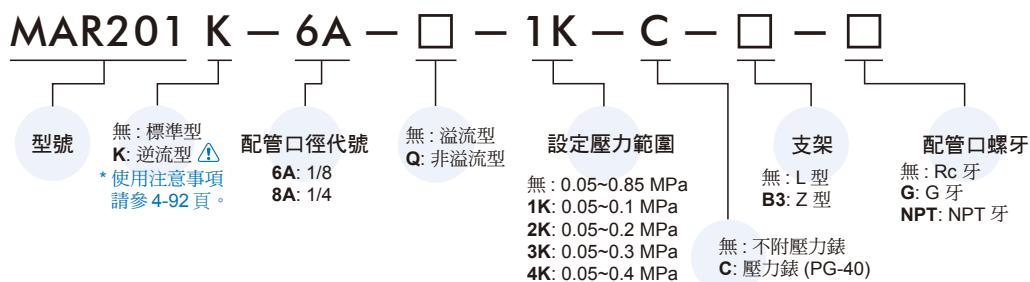 MAR201 K — 6A — □ — 1K — C — □ — □
型號
無 : 標準型
K: 逆流型 ⚠
* 使用注意事項
請參 4-92 頁。
配管口徑代號
6A: 1/8
8A: 1/4
無 : 溢流型
Q: 非溢流型
設定壓力範圍
無 : 0.05~0.85 MPa
1K: 0.05~0.1 MPa
2K: 0.05~0.2 MPa
3K: 0.05~0.3 MPa
4K: 0.05~0.4 MPa
無 : 不附壓力錶
C: 壓力錶 (PG-40)
支架
無 : L 型
B3: Z 型
配管口螺牙
無 : Rc 牙
G: G 牙
NPT: NPT 牙